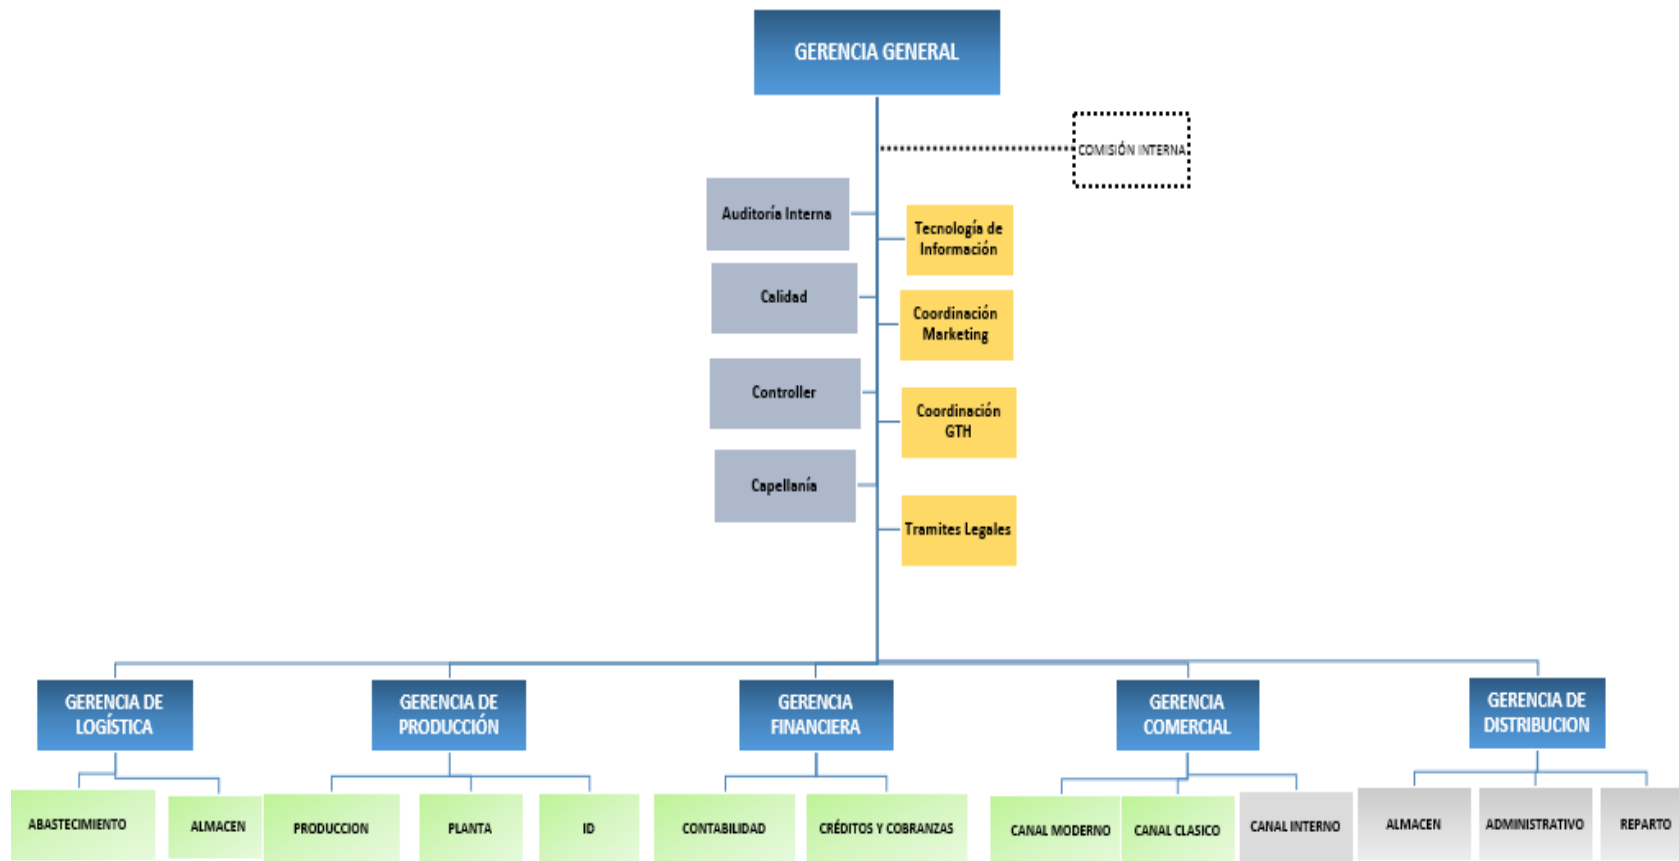 GERENCIA GENERAL
COMISIÓN INTERNA
Auditoría Interna
Tecnología de
Información
Calidad
Coordinación
Marketing
Controller
Coordinación
GTH
Capellanía
Tramites Legales
GERENCIA DE
LOGÍSTICA
GERENCIA DE
PRODUCCIÓN
GERENCIA
FINANCIERA
GERENCIA
COMERCIAL
GERENCIA DE
DISTRIBUCION
ABASTECIMIENTO
ALMACEN
PRODUCCION
PLANTA
ID
CONTABILIDAD
CRÉDITOS Y COBRANZAS
CANAL MODERNO
CANAL CLASICO
CANAL INTERNO
ALMACEN
ADMINISTRATIVO
REPARTO